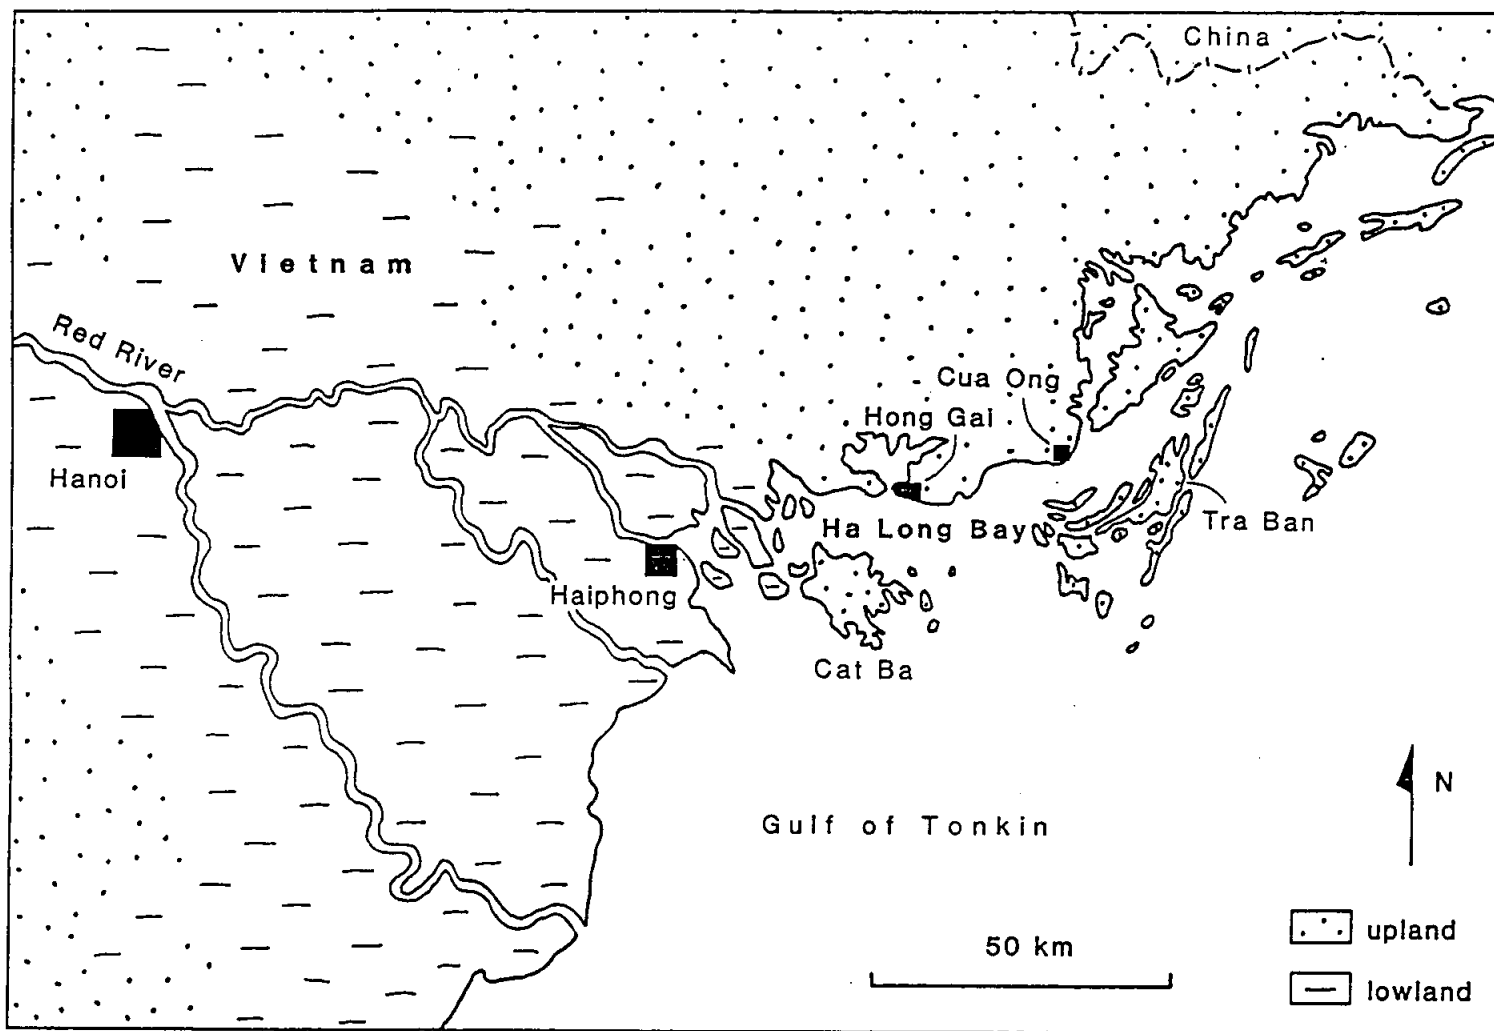 China
Vietnam
Red River
Cua Ong
Hong Gai
Hanoi
Ha Long Bay
Tra Ban
Haiphong
Cat Ba
N
Gulf of Tonkin
upland
50 km
lowland